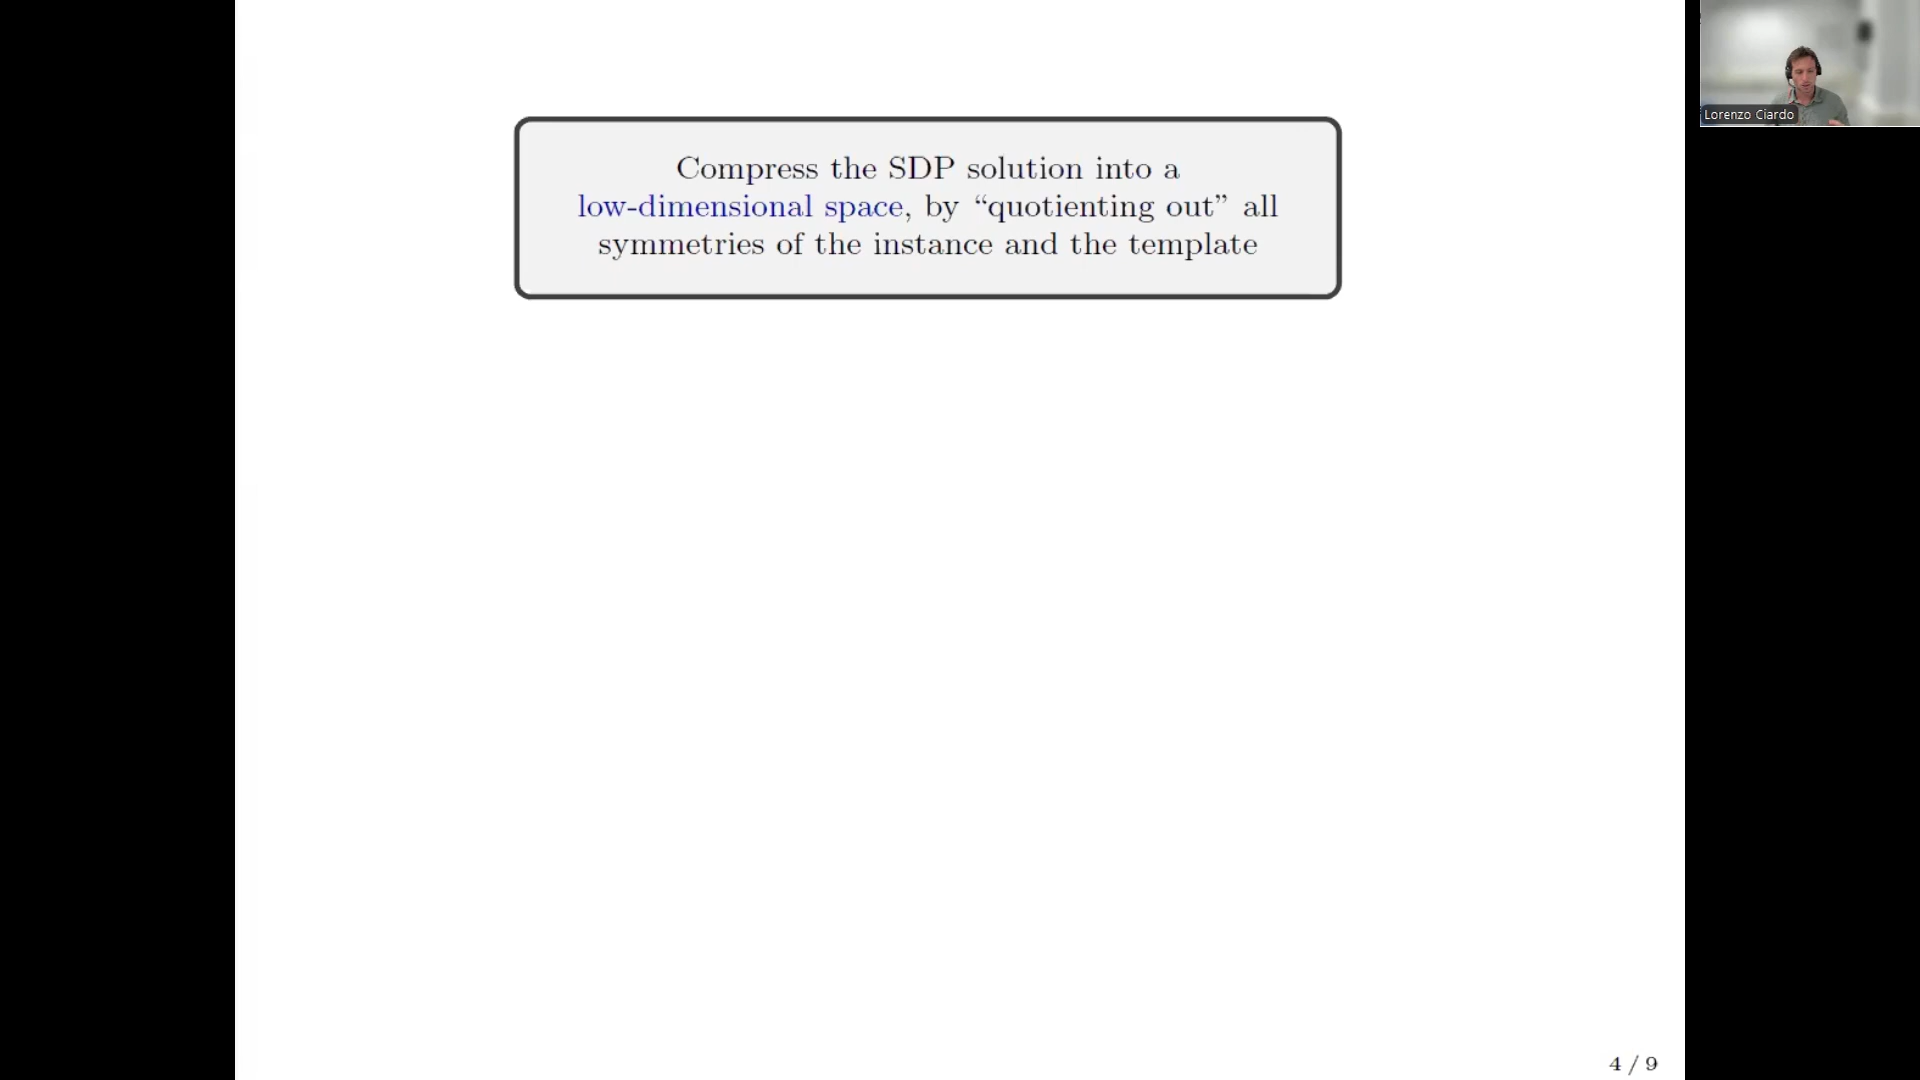 Lorenzo Ciardo
Compress the SDP solution into a
low-dimensional space, by “quotienting out” all
symmetries of the instance and the template
4 / 9